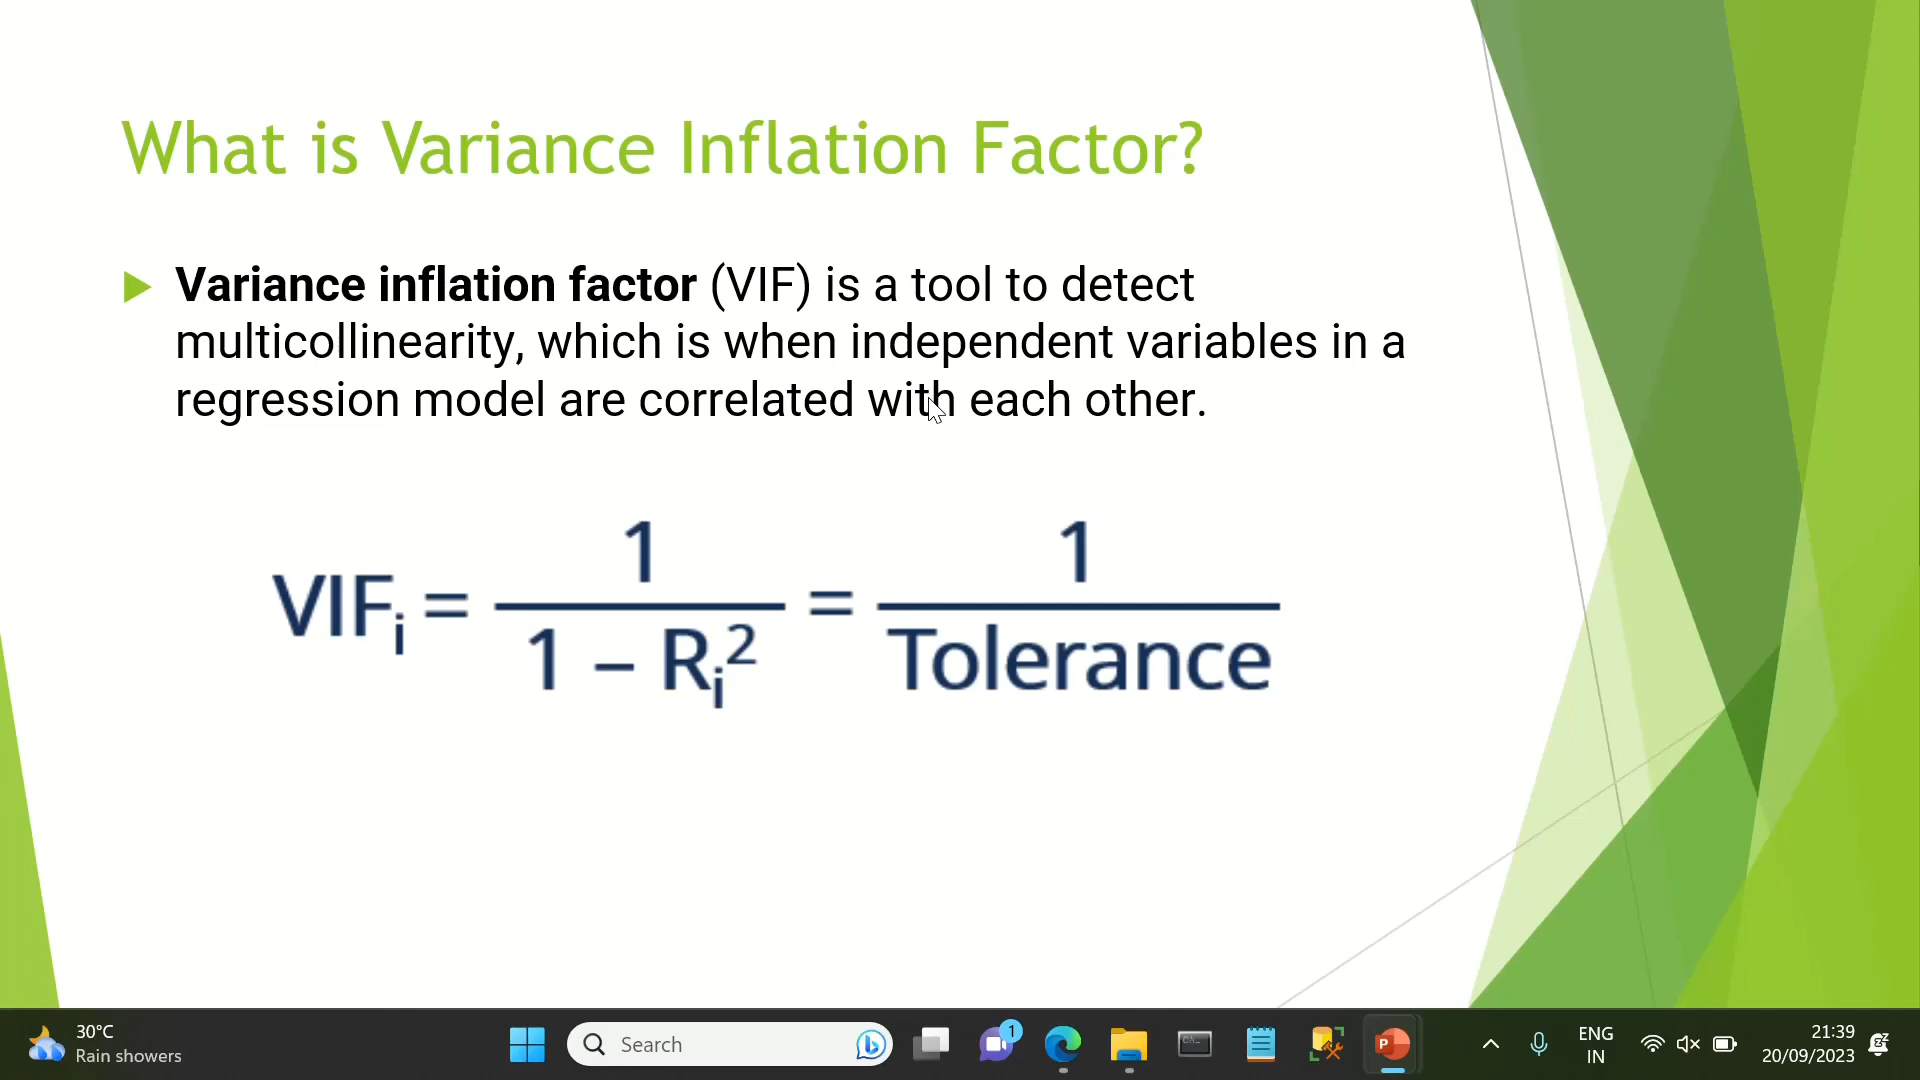 What is Variance Inflation Factor?
Variance inflation factor (VIF) is a tool to detect
multicollinearity, which is when independent variables in a
regression model are correlated with each other.
VIFᵢ = 1 / (1 – Rᵢ²) = 1 / Tolerance
30°C
Rain showers
Search
1
ENG
IN
21:39
20/09/2023